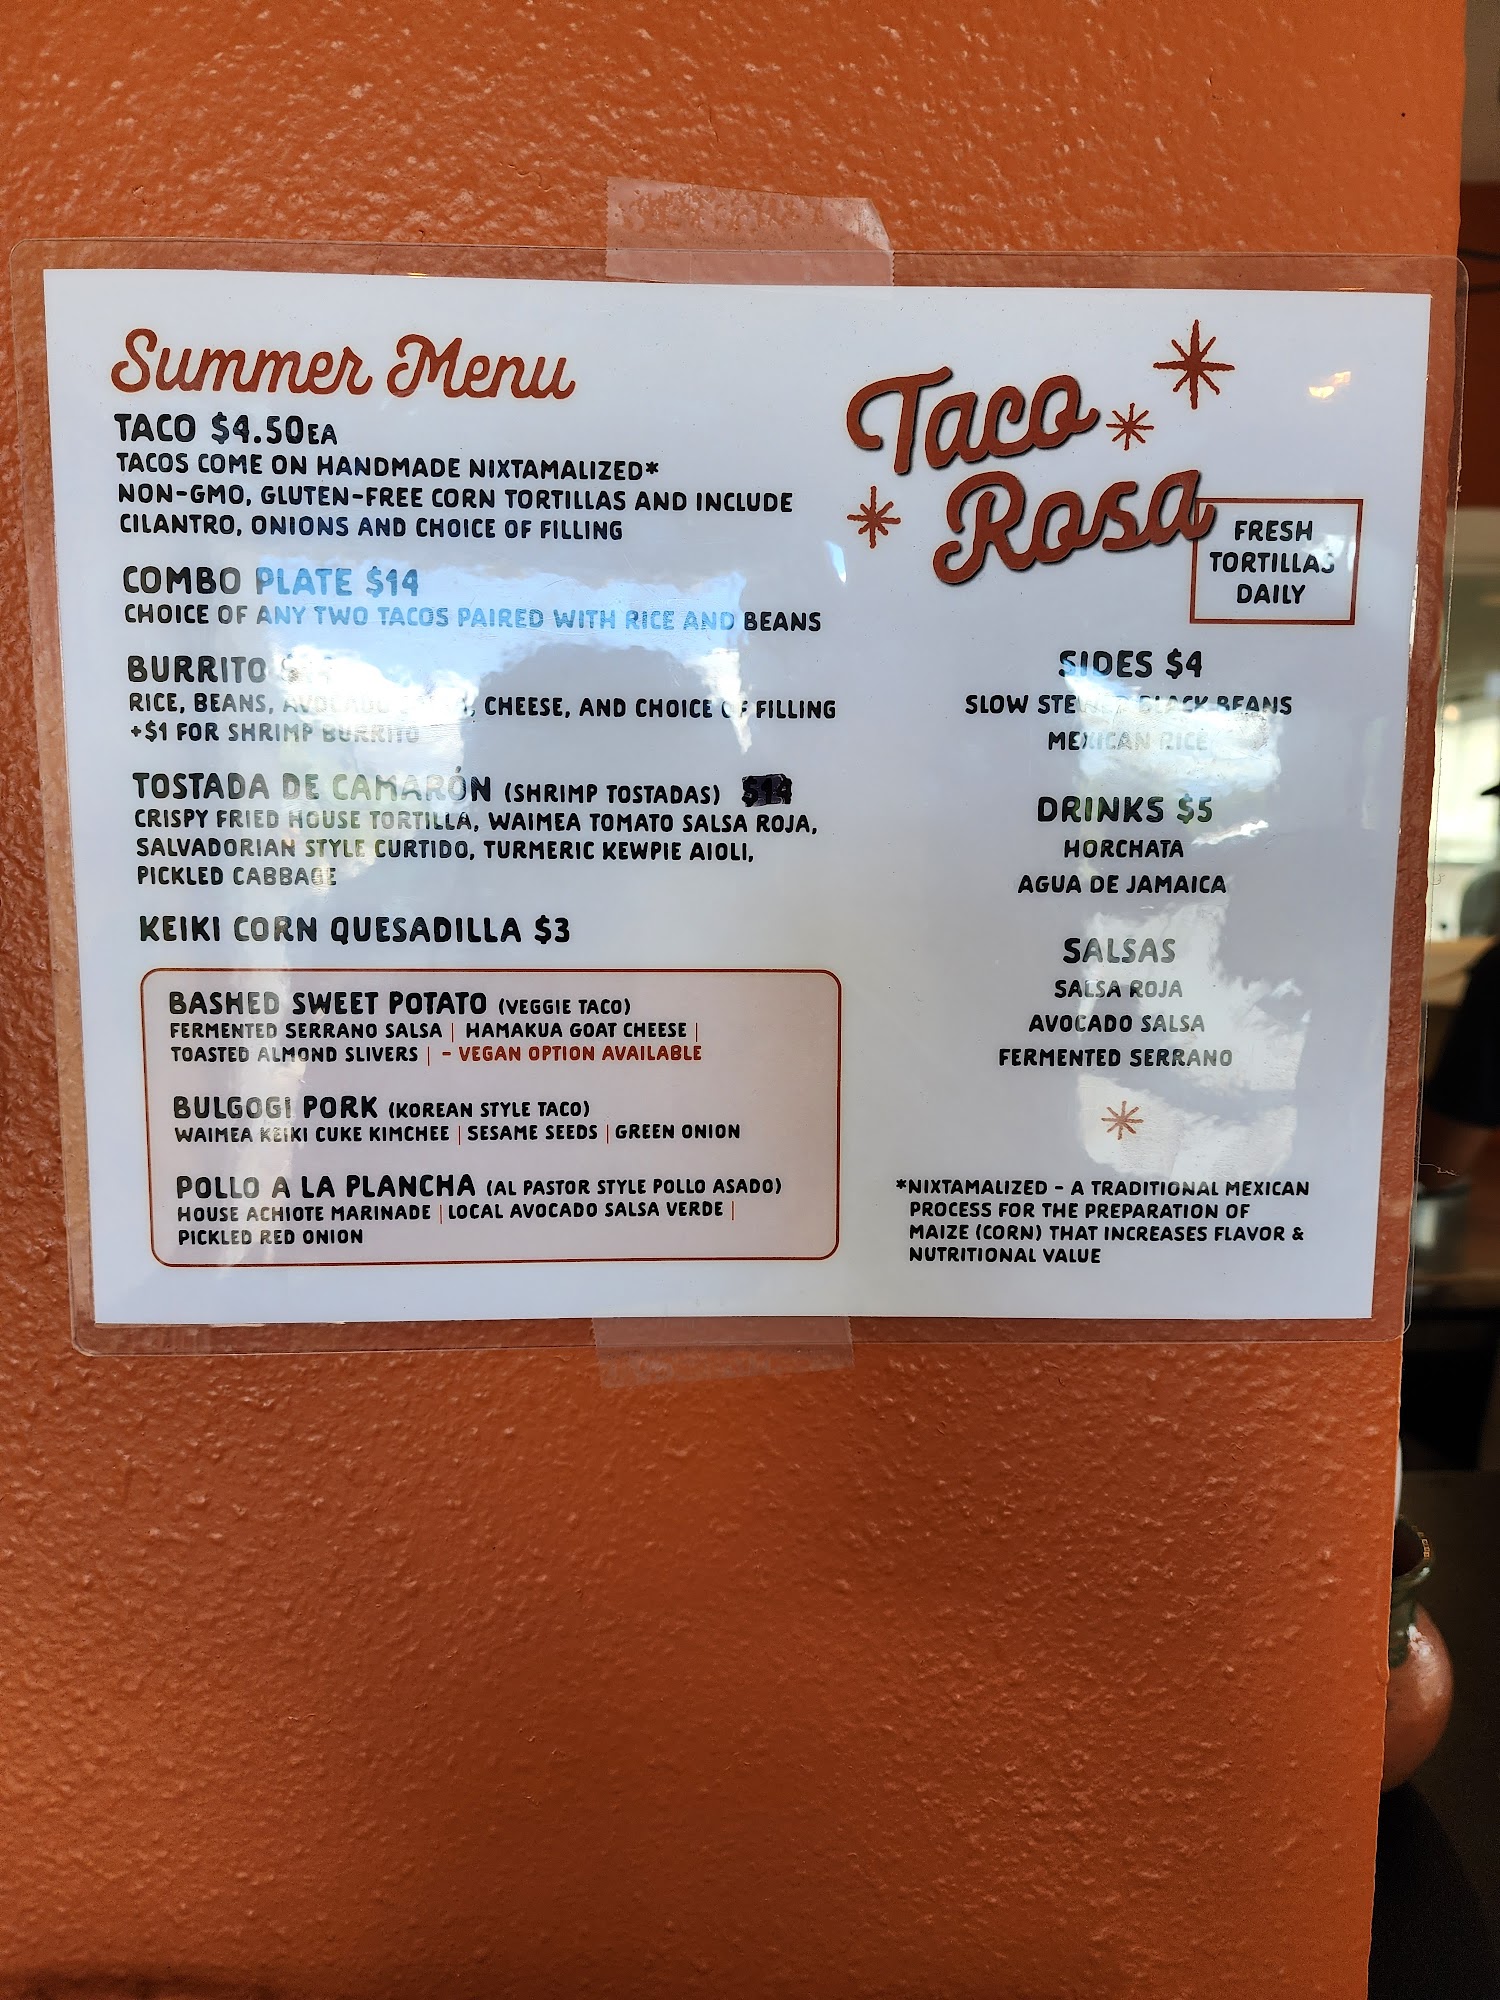 Summer Menu
TACO $4.50EA
TACOS COME ON HANDMADE NIXTAMALIZED*
NON-GMO, GLUTEN-FREE CORN TORTILLAS AND INCLUDE
CILANTRO, ONIONS AND CHOICE OF FILLING
COMBO PLATE $14
CHOICE OF ANY TWO TACOS PAIRED WITH RICE AND BEANS
BURRITO
RICE, BEANS, AVOCADO CHEESE, AND CHOICE OF FILLING
+$1 FOR SHRIMP BURRITO
TOSTADA DE CAMARÓN (SHRIMP TOSTADAS) $14
CRISPY FRIED HOUSE TORTILLA, WAIMEA TOMATO SALSA ROJA,
SALVADORIAN STYLE CURTIDO, TURMERIC KEWPIE AIOLI,
PICKLED CABBAGE
KEIKI CORN QUESADILLA $3
BASHED SWEET POTATO (VEGGIE TACO)
FERMENTED SERRANO SALSA | HAMAKUA GOAT CHEESE |
TOASTED ALMOND SLIVERS | - VEGAN OPTION AVAILABLE
BULGOGI PORK (KOREAN STYLE TACO)
WAIMEA KEIKI CUKE KIMCHEE | SESAME SEEDS | GREEN ONION
POLLO A LA PLANCHA (AL PASTOR STYLE POLLO ASADO)
HOUSE ACHIOTE MARINADE | LOCAL AVOCADO SALSA VERDE |
PICKLED RED ONION
Taco
Rosa
FRESH
TORTILLAS
DAILY
SIDES $4
SLOW STEWED BLACK BEANS
MEXICAN RICE
DRINKS $5
HORCHATA
AGUA DE JAMAICA
SALSAS
SALSA ROJA
AVOCADO SALSA
FERMENTED SERRANO
*NIXTAMALIZED - A TRADITIONAL MEXICAN
PROCESS FOR THE PREPARATION OF
MAIZE (CORN) THAT INCREASES FLAVOR &
NUTRITIONAL VALUE